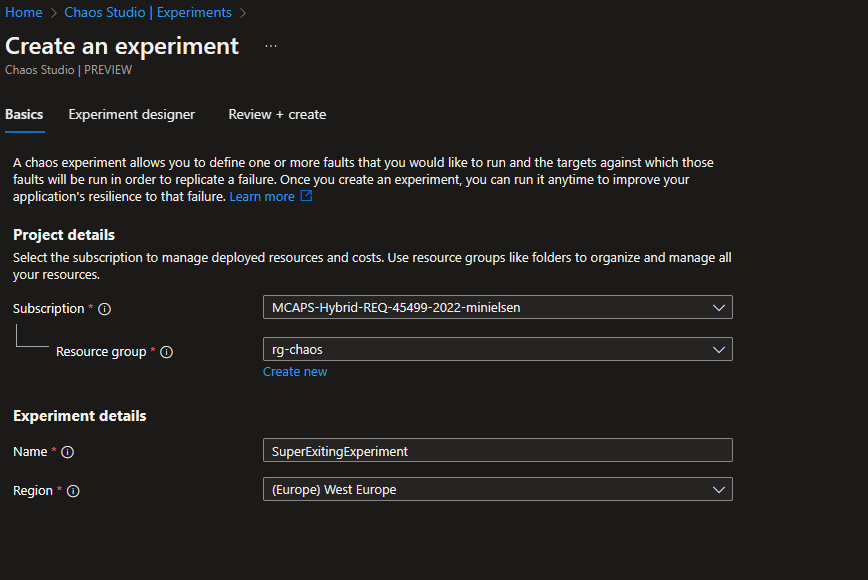 Home > Chaos Studio | Experiments >
Create an experiment ...
Chaos Studio | PREVIEW
Basics Experiment designer Review + create
A chaos experiment allows you to define one or more faults that you would like to run and the targets against which those
faults will be run in order to replicate a failure. Once you create an experiment, you can run it anytime to improve your
application's resilience to that failure. Learn more
Project details
Select the subscription to manage deployed resources and costs. Use resource groups like folders to organize and manage all
your resources.
Subscription * MCAPS-Hybrid-REQ-45499-2022-minielsen
Resource group * rg-chaos
Create new
Experiment details
Name * SuperExitingExperiment
Region * (Europe) West Europe